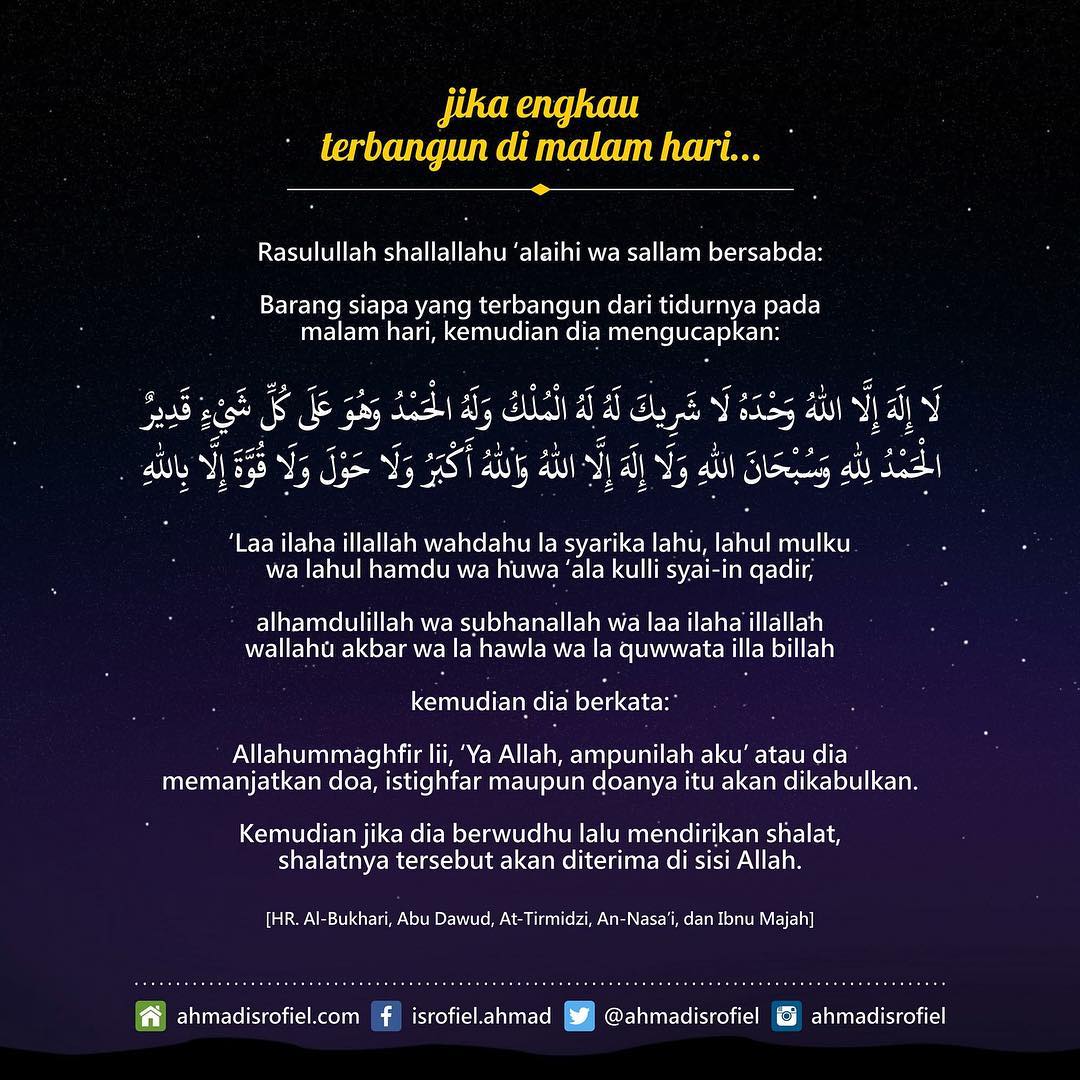 jika engkau
terbangun di malam hari...
Rasulullah shallallahu ‘alaihi wa sallam bersabda:
Barang siapa yang terbangun dari tidurnya pada
malam hari, kemudian dia mengucapkan:
لَا إِلَهَ إِلَّا اللهُ وَحْدَهُ لَا شَرِيكَ لَهُ لَهُ الْمُلْكُ وَلَهُ الْحَمْدُ وَهُوَ عَلَى كُلِّ شَيْءٍ قَدِيرٌ
الْحَمْدُ لِلهِ وَسُبْحَانَ اللهِ وَلَا إِلَهَ إِلَّا اللهُ وَاللهُ أَكْبَرُ وَلَا حَوْلَ وَلَا قُوَّةَ إِلَّا بِاللهِ
‘Laa ilaha illallah wahdahu la syarika lahu, lahul mulku
wa lahul hamdu wa huwa ‘ala kulli syai-in qadir,
alhamdulillah wa subhanallah wa laa ilaha illallah
wallahu akbar wa la hawla wa la quwwata illa billah
kemudian dia berkata:
Allahummaghfir lii, ‘Ya Allah, ampunilah aku’ atau dia
memanjatkan doa, istighfar maupun doanya itu akan dikabulkan.
Kemudian jika dia berwudhu lalu mendirikan shalat,
shalatnya tersebut akan diterima di sisi Allah.
[HR. Al-Bukhari, Abu Dawud, At-Tirmidzi, An-Nasa’i, dan Ibnu Majah]
ahmadisrofiel.com isrofiel.ahmad @ahmadisrofiel ahmadisrofiel